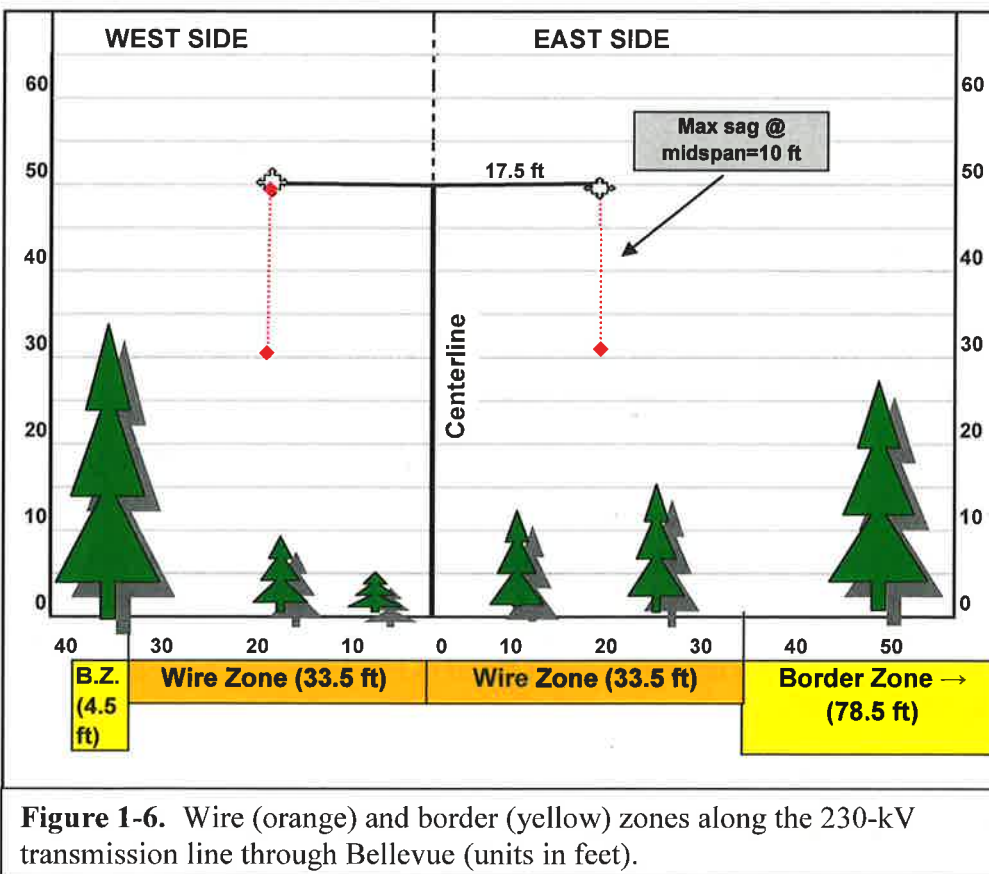 WEST SIDE
EAST SIDE
60
60
Max sag @
midspan=10 ft
17.5 ft
50
50
40
40
30
30
Centerline
20
20
10
10
0
0
40 30 20 10 0 10 20 30 40 50
B.Z.
(4.5
ft)
Wire Zone (33.5 ft)
Wire Zone (33.5 ft)
Border Zone →
(78.5 ft)
Figure 1-6. Wire (orange) and border (yellow) zones along the 230-kV
transmission line through Bellevue (units in feet).